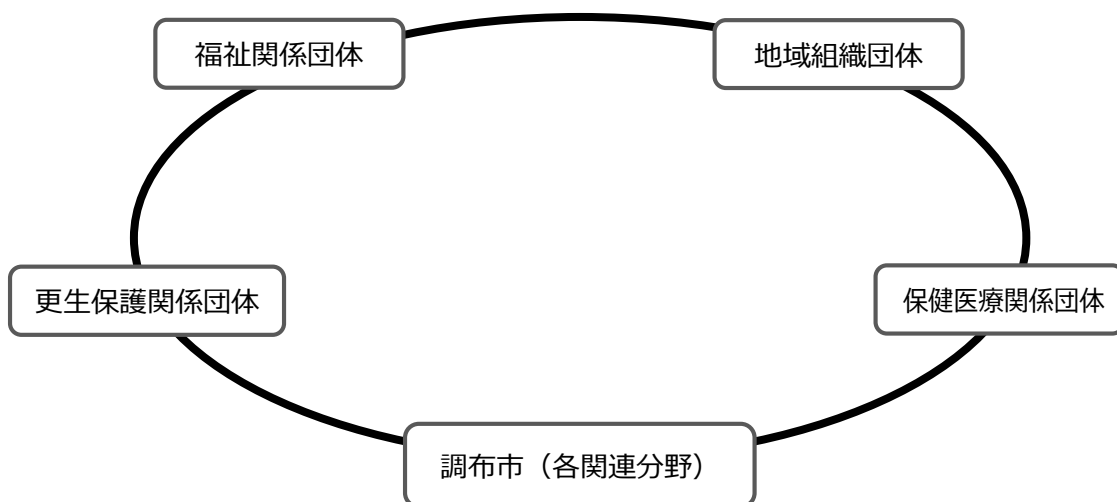 福祉関係団体
地域組織団体
更生保護関係団体
保健医療関係団体
調布市（各関連分野）